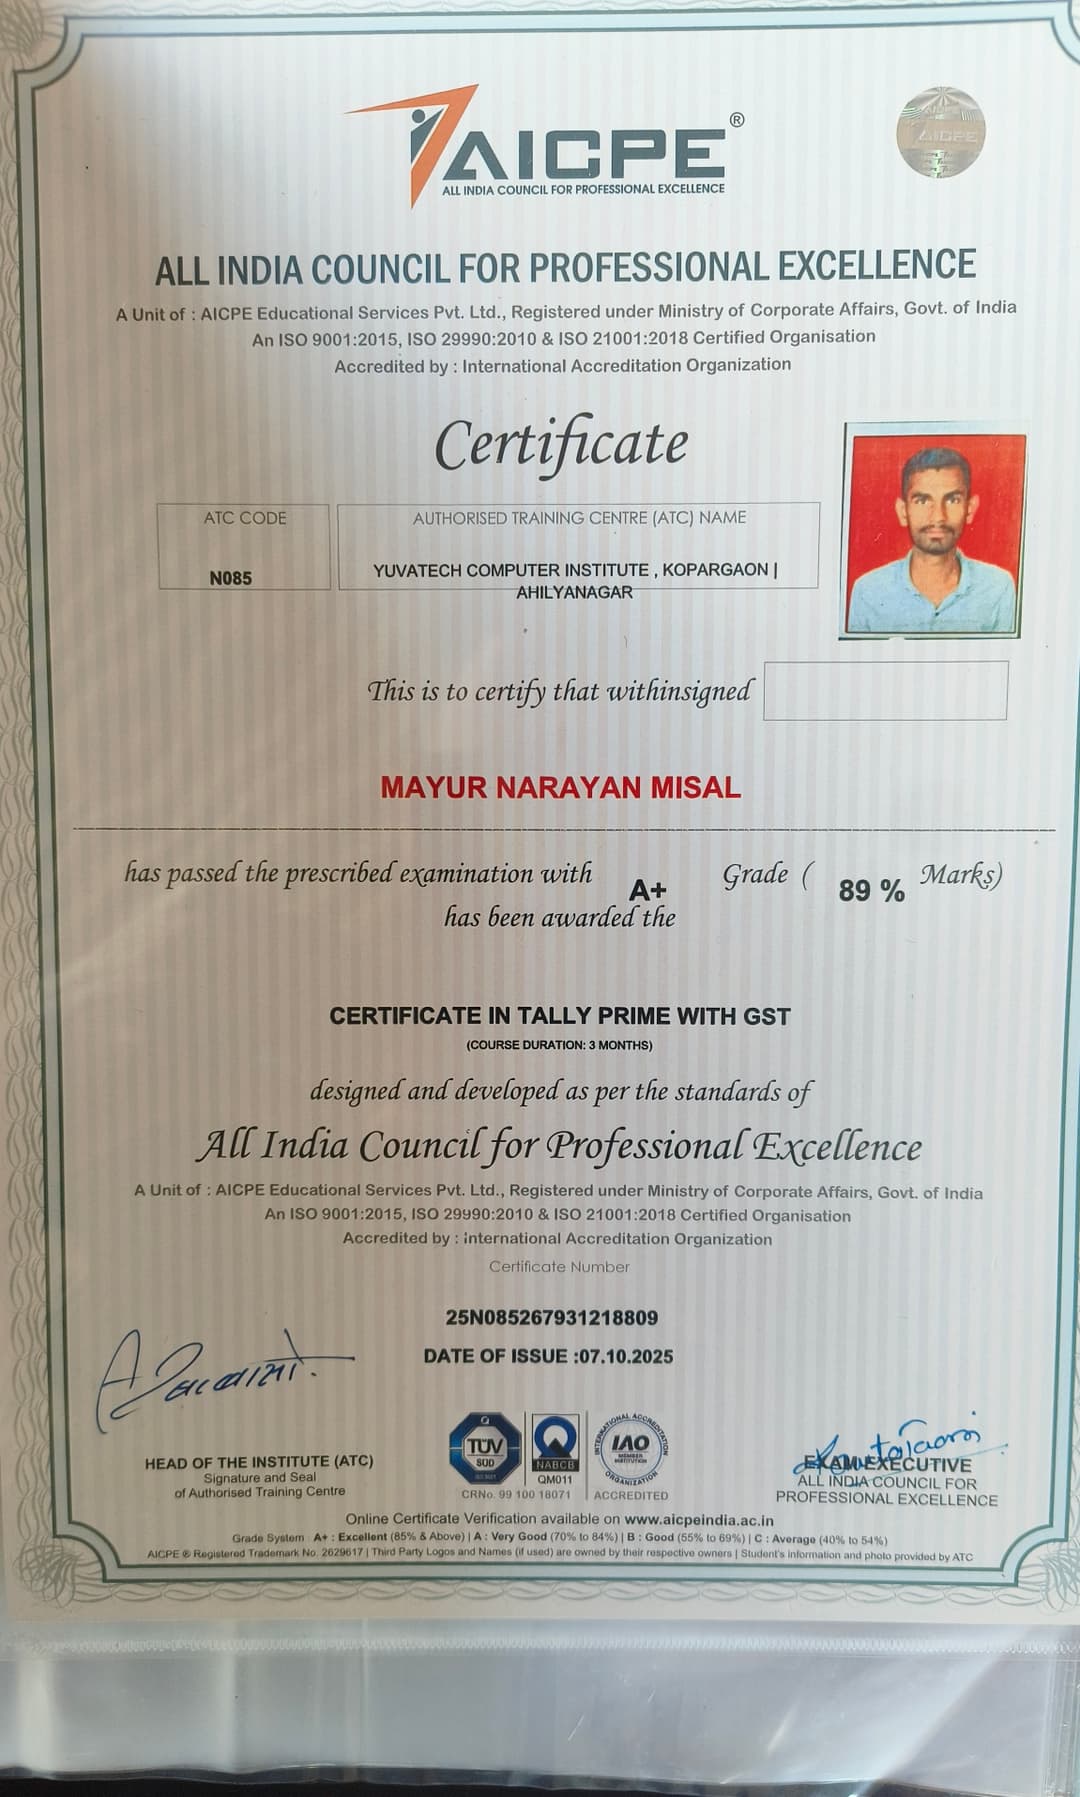 AICPE®
ALL INDIA COUNCIL FOR PROFESSIONAL EXCELLENCE
AICPE
ALL INDIA COUNCIL FOR PROFESSIONAL EXCELLENCE
A Unit of : AICPE Educational Services Pvt. Ltd., Registered under Ministry of Corporate Affairs, Govt. of India
An ISO 9001:2015, ISO 29990:2010 & ISO 21001:2018 Certified Organisation
Accredited by : International Accreditation Organization
Certificate
ATC CODE
N085
AUTHORISED TRAINING CENTRE (ATC) NAME
YUVATECH COMPUTER INSTITUTE , KOPARGAON |
AHILYANAGAR
This is to certify that withinsigned
MAYUR NARAYAN MISAL
has passed the prescribed examination with A+ Grade ( 89 % Marks)
has been awarded the
CERTIFICATE IN TALLY PRIME WITH GST
(COURSE DURATION: 3 MONTHS)
designed and developed as per the standards of
All India Council for Professional Excellence
A Unit of : AICPE Educational Services Pvt. Ltd., Registered under Ministry of Corporate Affairs, Govt. of India
An ISO 9001:2015, ISO 29990:2010 & ISO 21001:2018 Certified Organisation
Accredited by : International Accreditation Organization
Certificate Number
25N085267931218809
DATE OF ISSUE :07.10.2025
HEAD OF THE INSTITUTE (ATC)
Signature and Seal
of Authorised Training Centre
TÜV
SUD
ISO 9001
NABCB
QM011
CRNo. 99 100 18071
INTERNATIONAL ACCREDITATION
IAO
MEMBER
INSTITUTION
ORGANIZATION
ACCREDITED
EXAM EXECUTIVE
ALL INDIA COUNCIL FOR
PROFESSIONAL EXCELLENCE
Online Certificate Verification available on www.aicpeindia.ac.in
Grade System A+ : Excellent (85% & Above) | A : Very Good (70% to 84%) | B : Good (55% to 69%) | C : Average (40% to 54%)
AICPE ® Registered Trademark No. 2629617 | Third Party Logos and Names (if used) are owned by their respective owners | Student's information and photo provided by ATC